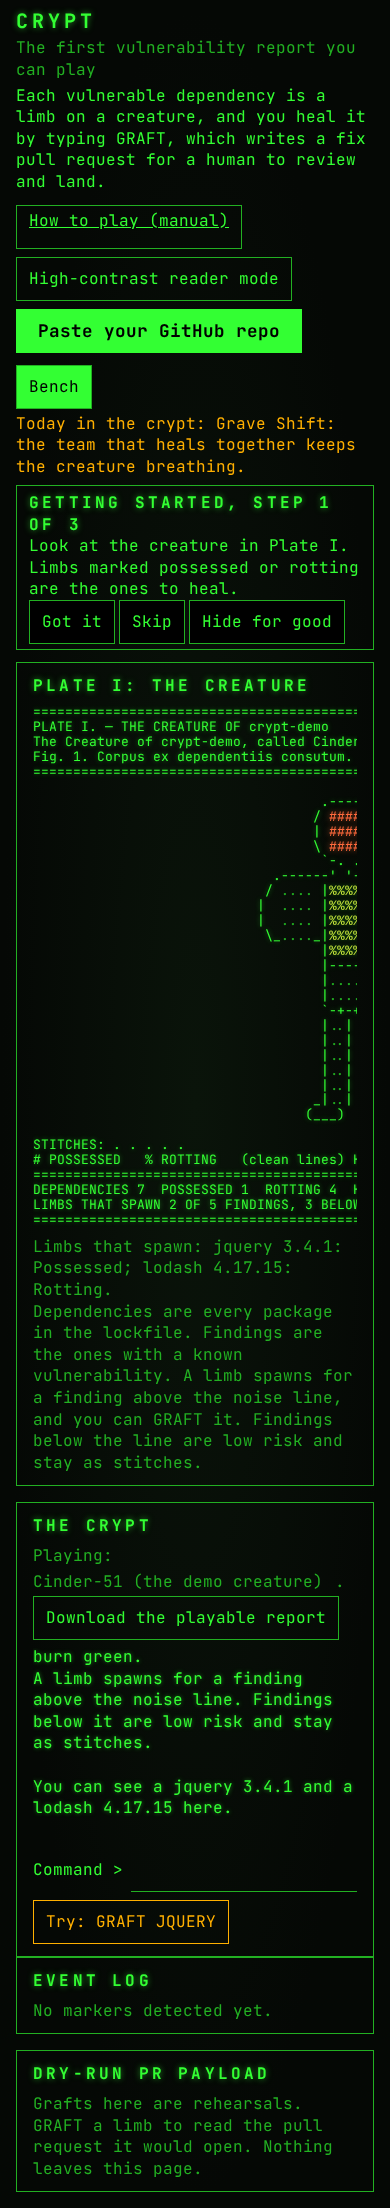 CRYPT
The first vulnerability report you
can play
Each vulnerable dependency is a
limb on a creature, and you heal it
by typing GRAFT, which writes a fix
pull request for a human to review
and land.
How to play (manual)
High-contrast reader mode
Paste your GitHub repo
Bench
Today in the crypt: Grave Shift:
the team that heals together keeps
the creature breathing.
GETTING STARTED, STEP 1
OF 3
Look at the creature in Plate I.
Limbs marked possessed or rotting
are the ones to heal.
Got it Skip Hide for good
PLATE I: THE CREATURE
PLATE I. — THE CREATURE OF crypt-demo
The Creature of crypt-demo, called Cinder
Fig. 1. Corpus ex dependentiis consutum.
STITCHES: . . . . .
# POSSESSED % ROTTING (clean lines)
DEPENDENCIES 7 POSSESSED 1 ROTTING 4
LIMBS THAT SPAWN 2 OF 5 FINDINGS, 3 BELOW
Limbs that spawn: jquery 3.4.1:
Possessed; lodash 4.17.15:
Rotting.
Dependencies are every package
in the lockfile. Findings are
the ones with a known
vulnerability. A limb spawns for
a finding above the noise line,
and you can GRAFT it. Findings
below the line are low risk and
stay as stitches.
THE CRYPT
Playing:
Cinder-51 (the demo creature) .
Download the playable report
burn green.
A limb spawns for a finding
above the noise line. Findings
below it are low risk and stay
as stitches.
You can see a jquery 3.4.1 and a
lodash 4.17.15 here.
Command >
Try: GRAFT JQUERY
EVENT LOG
No markers detected yet.
DRY-RUN PR PAYLOAD
Grafts here are rehearsals.
GRAFT a limb to read the pull
request it would open. Nothing
leaves this page.